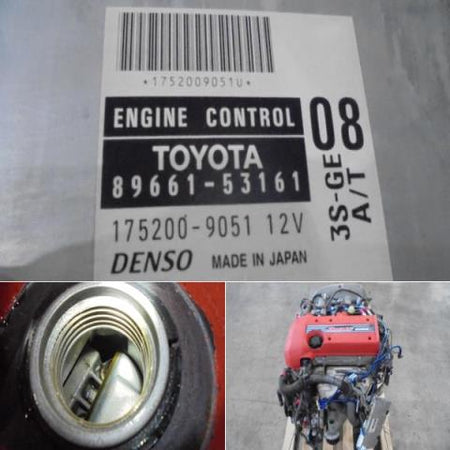 *1752009051U*
ENGINE CONTROL
TOYOTA
89661-53161
175200-9051 12V
DENSO MADE IN JAPAN
08
3S-GE
A/T